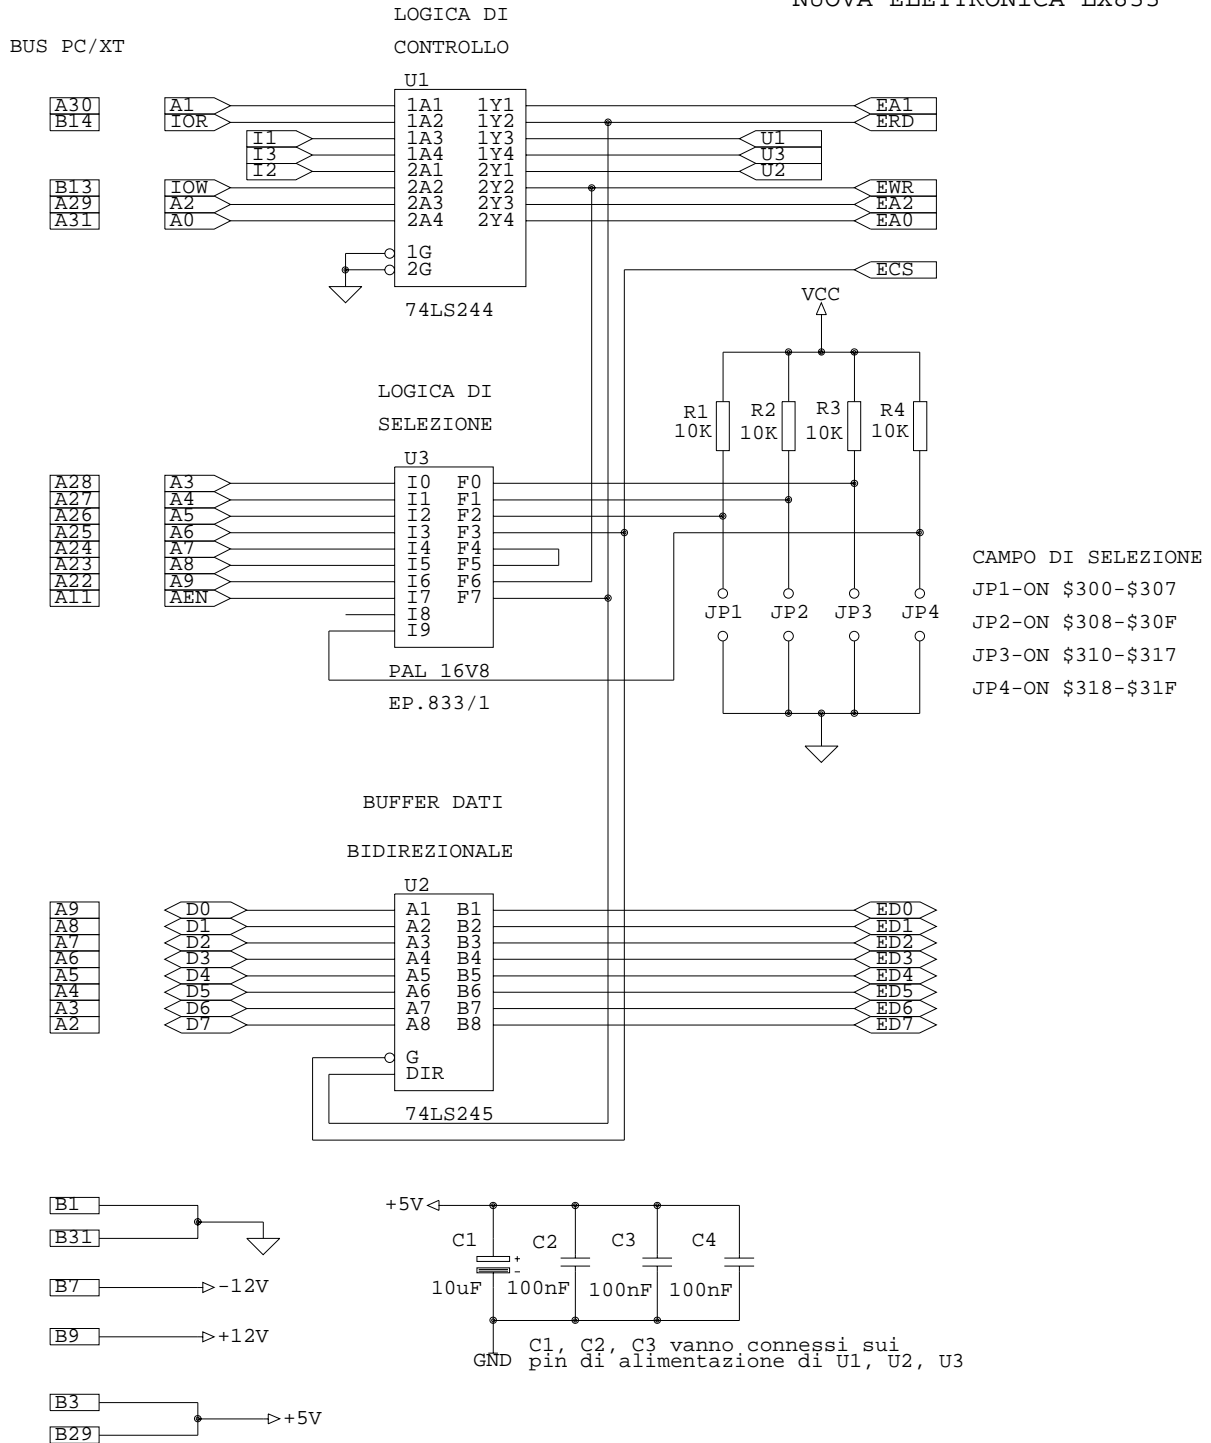 NUOVA ELETTRONICA LX833
LOGICA DI
BUS PC/XT
CONTROLLO
U1
A30 A1 1A1 1Y1 EA1
B14 IOR 1A2 1Y2 ERD
I1 1A3 1Y3 U1
I3 1A4 1Y4 U3
I2 2A1 2Y1 U2
B13 IOW 2A2 2Y2 EWR
A29 A2 2A3 2Y3 EA2
A31 A0 2A4 2Y4 EA0
1G
2G ECS
74LS244
VCC
LOGICA DI
SELEZIONE
R1 R2 R3 R4
10K 10K 10K 10K
U3
A28 A3 I0 F0
A27 A4 I1 F1
A26 A5 I2 F2
A25 A6 I3 F3
A24 A7 I4 F4
A23 A8 I5 F5
A22 A9 I6 F6
A11 AEN I7 F7
I8
I9
PAL 16V8
EP.833/1
JP1 JP2 JP3 JP4
CAMPO DI SELEZIONE
JP1-ON $300-$307
JP2-ON $308-$30F
JP3-ON $310-$317
JP4-ON $318-$31F
BUFFER DATI
BIDIREZIONALE
U2
A9 D0 A1 B1 ED0
A8 D1 A2 B2 ED1
A7 D2 A3 B3 ED2
A6 D3 A4 B4 ED3
A5 D4 A5 B5 ED4
A4 D5 A6 B6 ED5
A3 D6 A7 B7 ED6
A2 D7 A8 B8 ED7
G
DIR
74LS245
B1
B31
B7 -12V
B9 +12V
B3
B29 +5V
+5V
C1 C2 C3 C4
+
-
10uF 100nF 100nF 100nF
GND
C1, C2, C3 vanno connessi sui
pin di alimentazione di U1, U2, U3